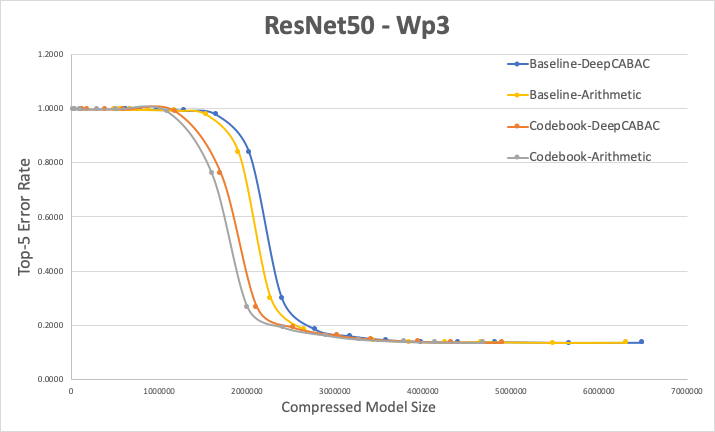 ResNet50 - Wp3
1.2000
1.0000
0.8000
0.6000
0.4000
0.2000
0.0000
Top-5 Error Rate
Baseline-DeepCABAC
Baseline-Arithmetic
Codebook-DeepCABAC
Codebook-Arithmetic
0 1000000 2000000 3000000 4000000 5000000 6000000 7000000
Compressed Model Size